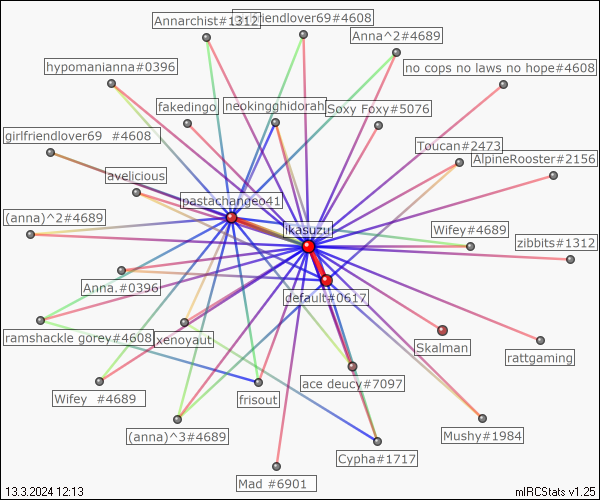 Annarchist#1312
girlfriendlover69#4608
Anna^2#4689
hypomanianna#0396
no cops no laws no hope#4608
fakedingo
neokingghidorah
Soxy Foxy#5076
girlfriendlover69  #4608
Toucan#2473
AlpineRooster#2156
avelicious
pastachangeo41
(anna)^2#4689
ikasuzu
Wifey#4689
zibbits#1312
Anna.#0396
default#0617
ramshackle gorey#4608
xenoyaut
Skalman
rattgaming
ace deucy#7097
Wifey  #4689
frisout
(anna)^3#4689
Mushy#1984
Cypha#1717
Mad #6901
13.3.2024 12:13
mIRCStats v1.25